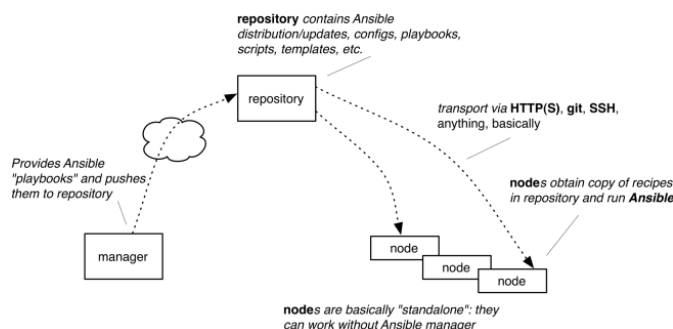 repository contains Ansible
distribution/updates, configs, playbooks,
scripts, templates, etc.
repository
transport via HTTP(S), git, SSH,
anything, basically
Provides Ansible
"playbooks" and pushes
them to repository
nodes obtain copy of recipes
in repository and run Ansible
manager
node
node
node
nodes are basically "standalone": they
can work without Ansible manager